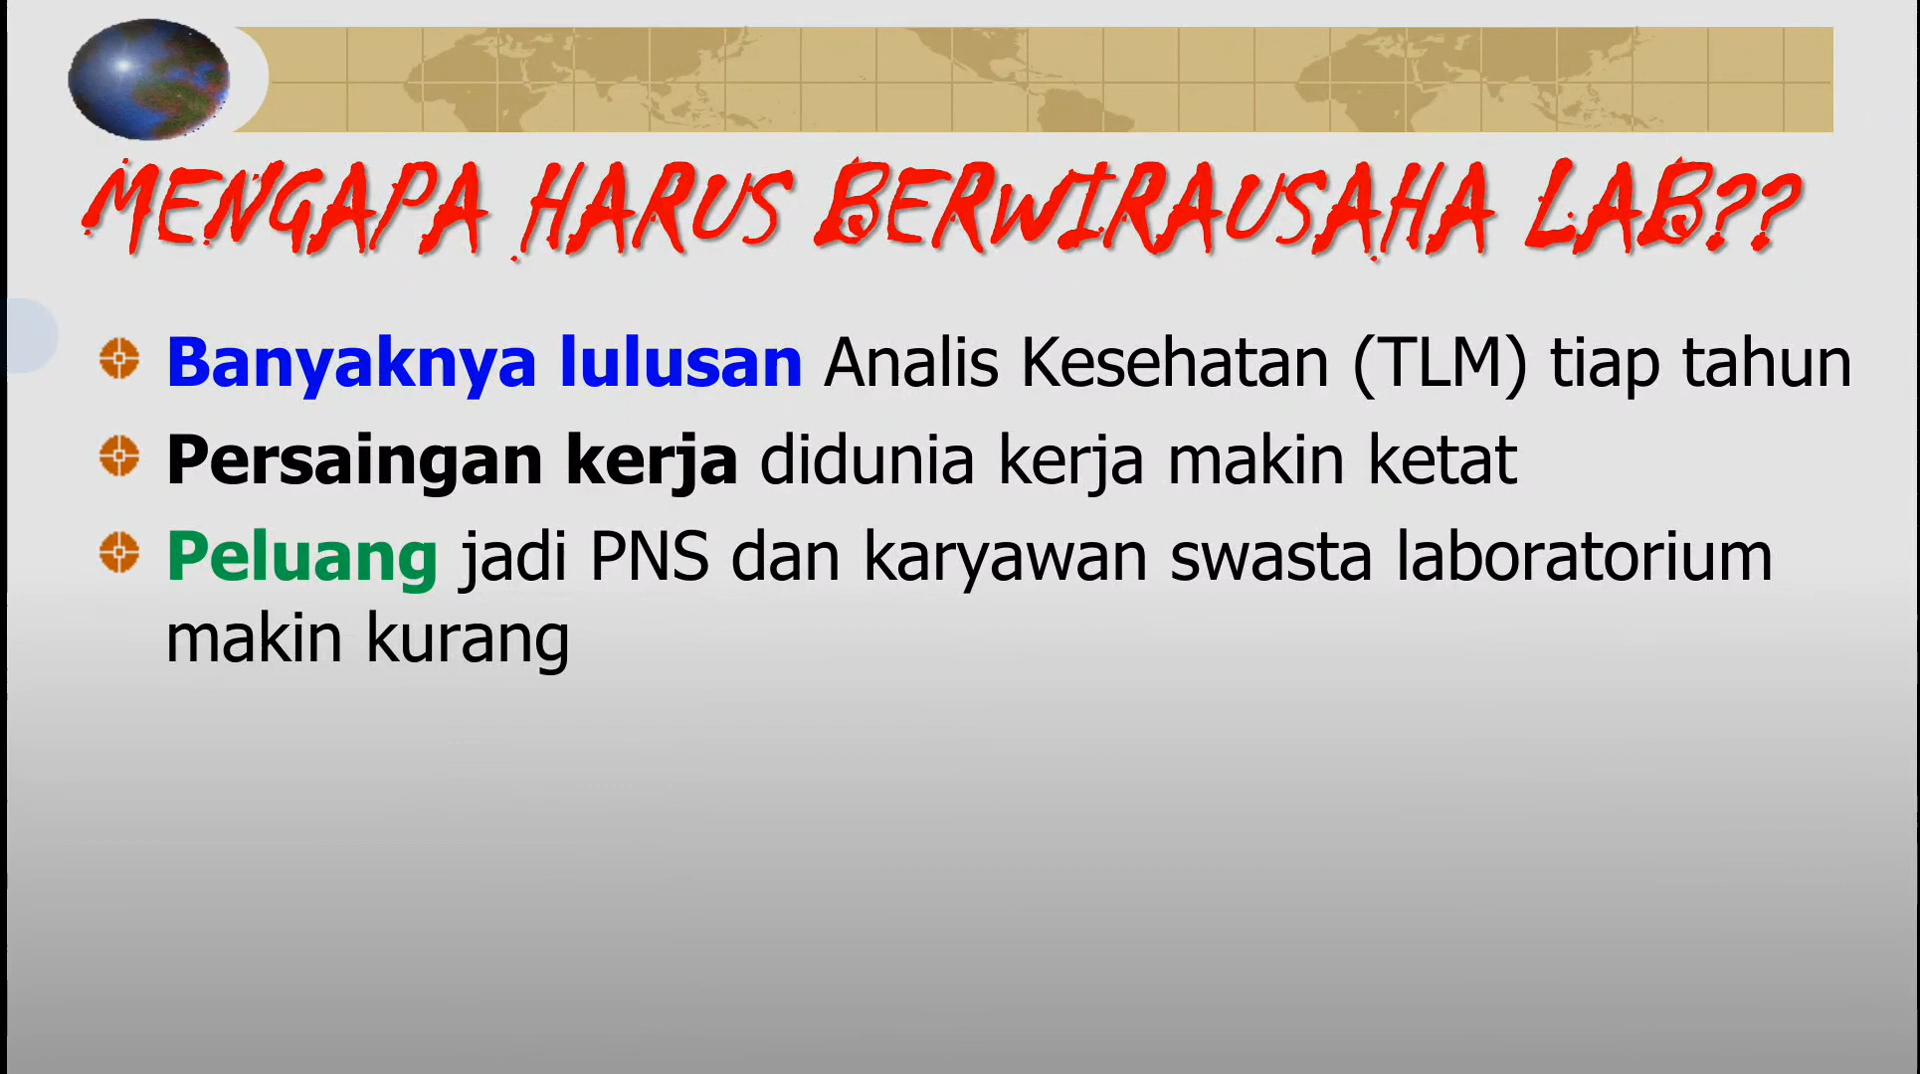 MENGAPA HARUS BERWIRAUSAHA LAB??
Banyaknya lulusan Analis Kesehatan (TLM) tiap tahun
Persaingan kerja didunia kerja makin ketat
Peluang jadi PNS dan karyawan swasta laboratorium
makin kurang